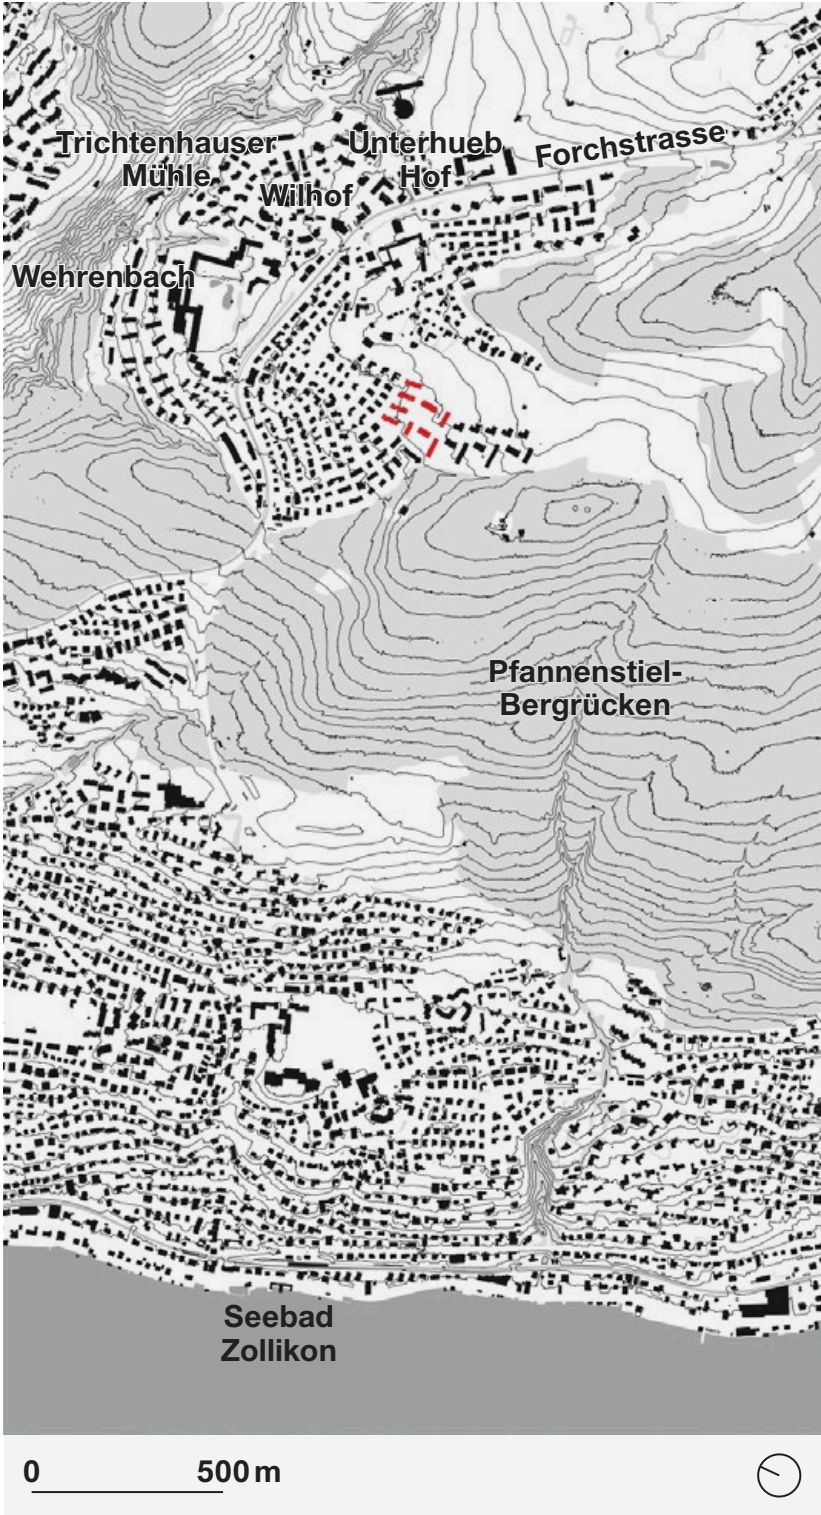 Trichtenhauser
Mühle
Unterhueb
Hof
Forchstrasse
Wilhof
Wehrenbach
Pfannenstiel-
Bergrücken
Seebad
Zollikon
0 500 m